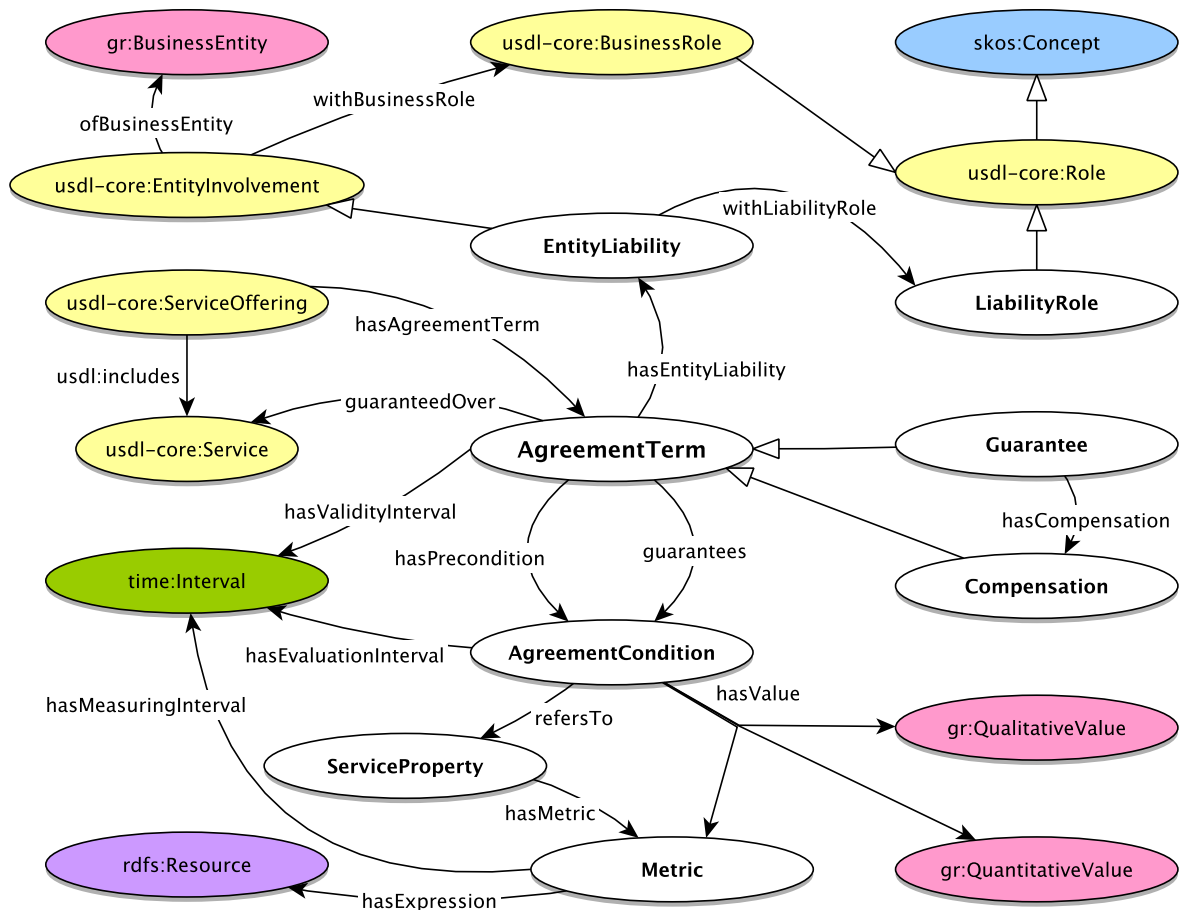 gr:BusinessEntity
usdl-core:BusinessRole
skos:Concept
withBusinessRole
ofBusinessEntity
usdl-core:EntityInvolvement
usdl-core:Role
withLiabilityRole
EntityLiability
usdl-core:ServiceOffering
LiabilityRole
hasAgreementTerm
hasEntityLiability
usdl:includes
guaranteedOver
usdl-core:Service
AgreementTerm
Guarantee
hasValidityInterval
hasCompensation
hasPrecondition
guarantees
time:Interval
Compensation
hasEvaluationInterval
AgreementCondition
hasMeasuringInterval
hasValue
refersTo
gr:QualitativeValue
ServiceProperty
hasMetric
rdfs:Resource
Metric
gr:QuantitativeValue
hasExpression